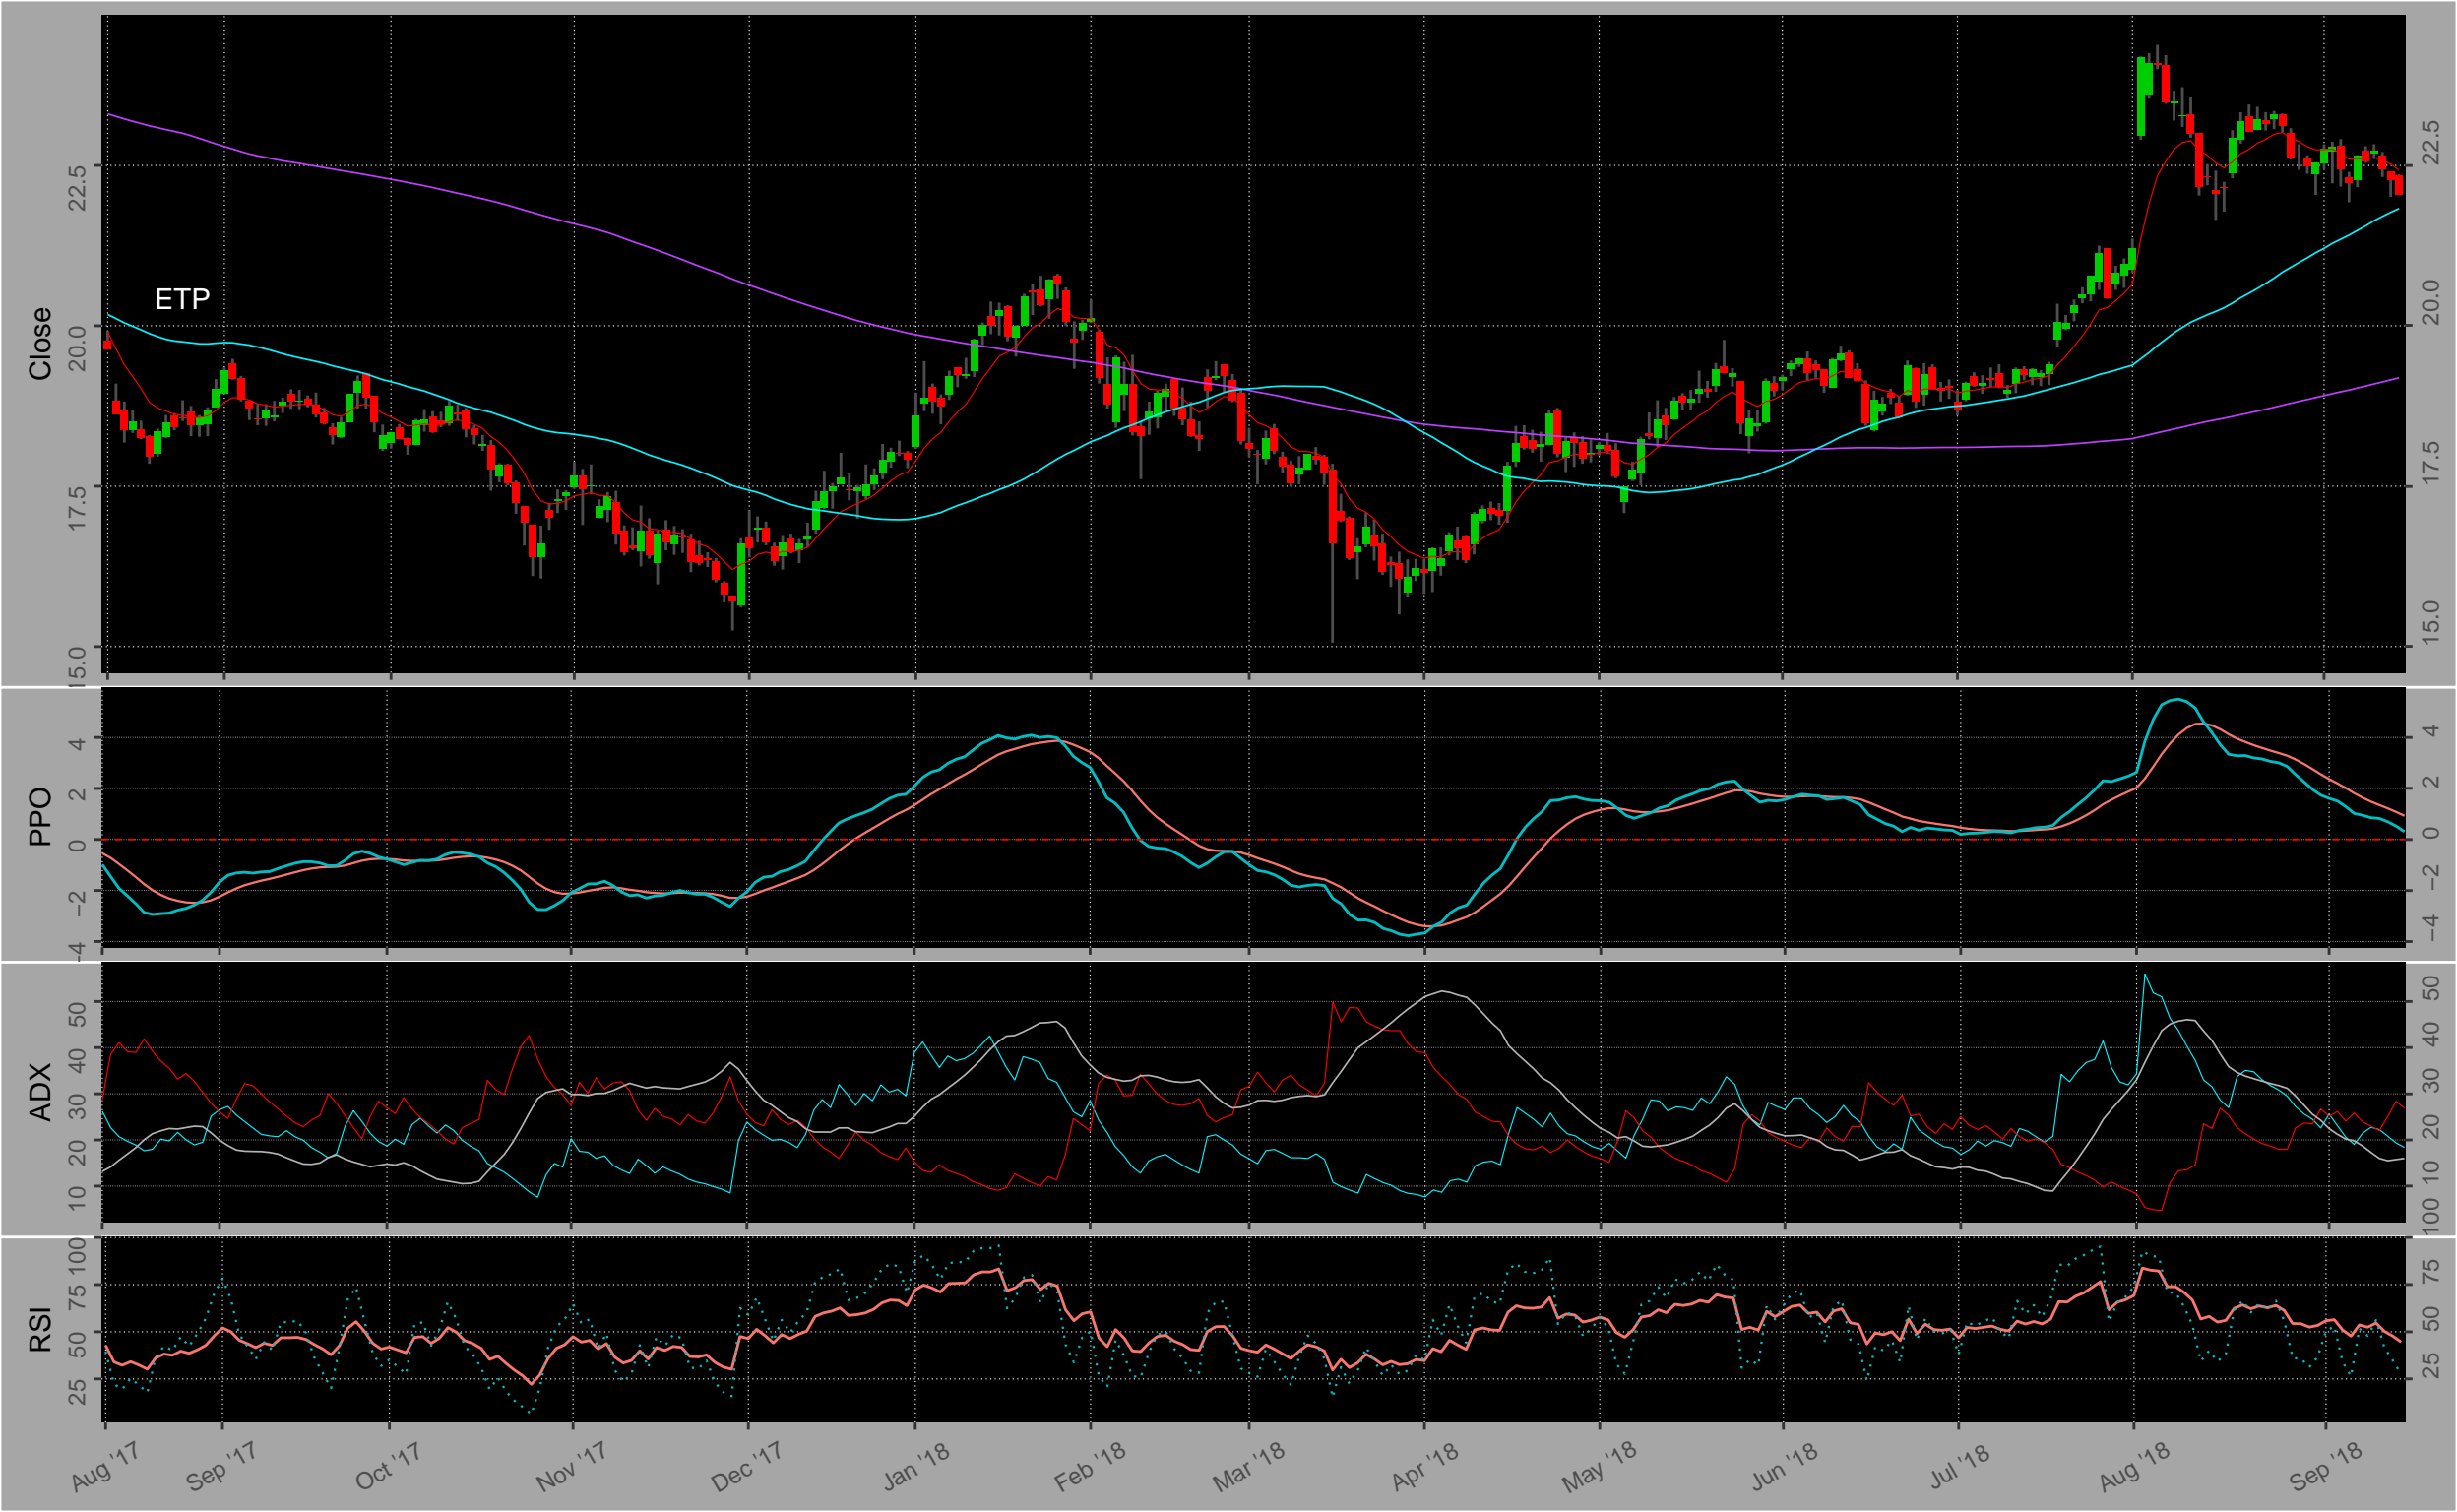 ETP
Close
22.5
20.0
17.5
15.0
22.5
20.0
17.5
15.0
PPO
4
2
0
−2
−4
4
2
0
−2
−4
ADX
50
40
30
20
10
50
40
30
20
10
RSI
100
75
50
25
100
75
50
25
Aug '17
Sep '17
Oct '17
Nov '17
Dec '17
Jan '18
Feb '18
Mar '18
Apr '18
May '18
Jun '18
Jul '18
Aug '18
Sep '18